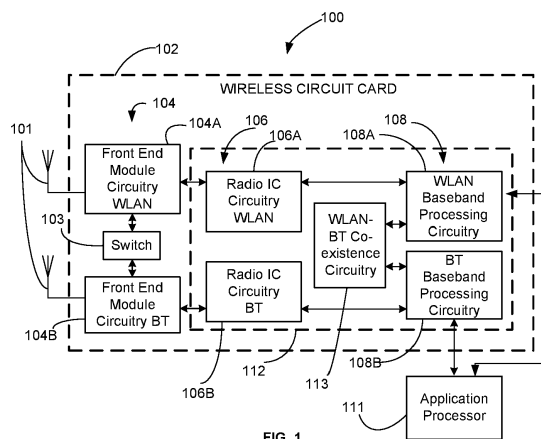 100
102
WIRELESS CIRCUIT CARD
104
101
104A
106
106A
108A
108
Front End
Module
Circuitry
WLAN
Radio IC
Circuitry
WLAN
WLAN
Baseband
Processing
Circuitry
103
Switch
WLAN-
BT Co-
existence
Circuitry
Front End
Module
Circuitry BT
Radio IC
Circuitry
BT
BT
Baseband
Processing
Circuitry
104B
106B
112
113
108B
111
Application
Processor
FIG. 1